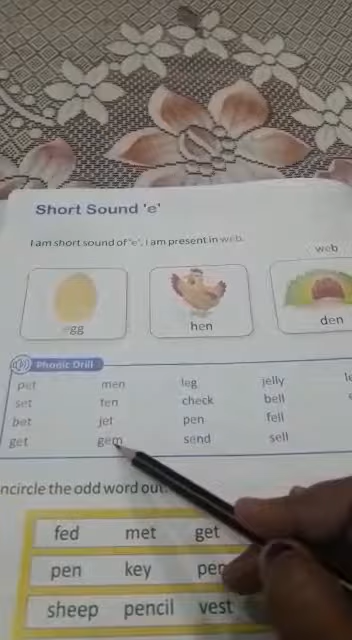 Short Sound 'e'
I am short sound of 'e', i am present in web.
web
egg hen den
Phonic Drill
pet men leg jelly
set ten check bell
bet jet pen fell
get gem send sell
ncircle the odd word out.
fed met get
pen key
sheep pencil vest